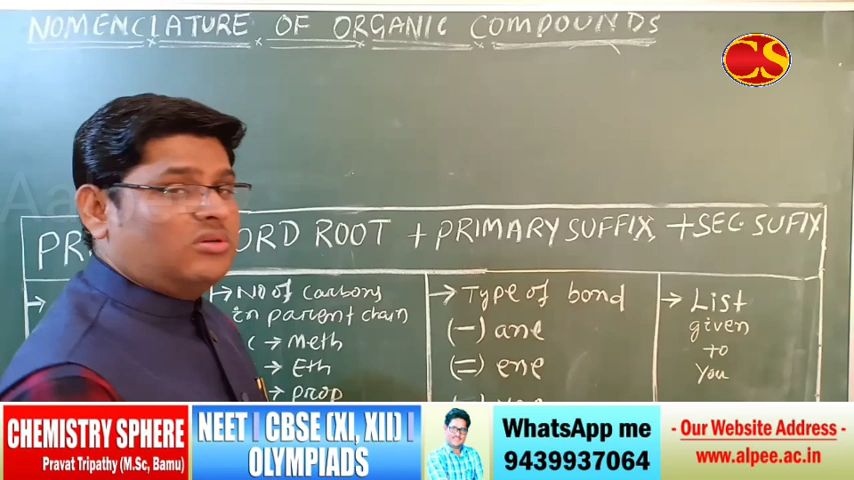 NOMENCLATURE OF ORGANIC COMPOUNDS
CS
ORD ROOT + PRIMARY SUFFIX + SEC. SUFIX
→ No of carbons
in parent chain
C → Meth
→ Eth
→ prop
→ Type of bond
(−) ane
(=) ene
→ List
given
to
You
CHEMISTRY SPHERE
Pravat Tripathy (M.Sc, Bamu)
NEET | CBSE (XI, XII) |
OLYMPIADS
WhatsApp me
9439937064
- Our Website Address -
www.alpee.ac.in